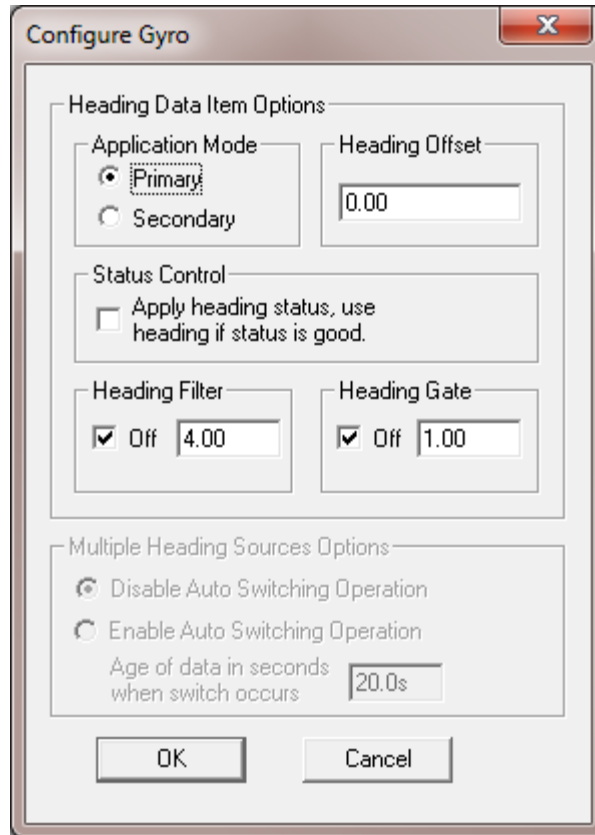 Configure Gyro
Heading Data Item Options
Application Mode
Primary
Secondary
Heading Offset
0.00
Status Control
Apply heading status, use
heading if status is good.
Heading Filter
Off 4.00
Heading Gate
Off 1.00
Multiple Heading Sources Options
Disable Auto Switching Operation
Enable Auto Switching Operation
Age of data in seconds
when switch occurs
20.0s
OK
Cancel